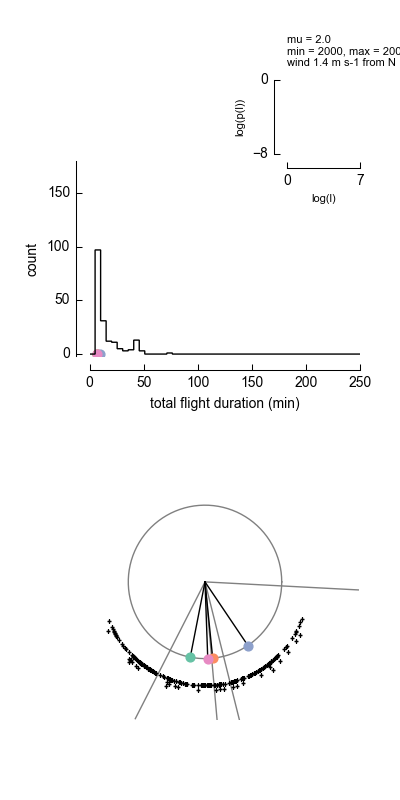 mu = 2.0
min = 2000, max = 200
wind 1.4 m s-1 from N
0
log(p(l))
−8
0 7
log(l)
150
100
50
0
count
0 50 100 150 200 250
total flight duration (min)